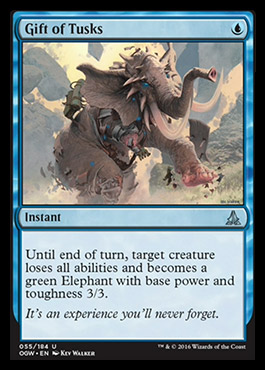 Gift of Tusks
Instant
Until end of turn, target creature
loses all abilities and becomes a
green Elephant with base power and
toughness 3/3.
It's an experience you'll never forget.
055/184 U
OGW • EN Kev Walker
™ & © 2016 Wizards of the Coast